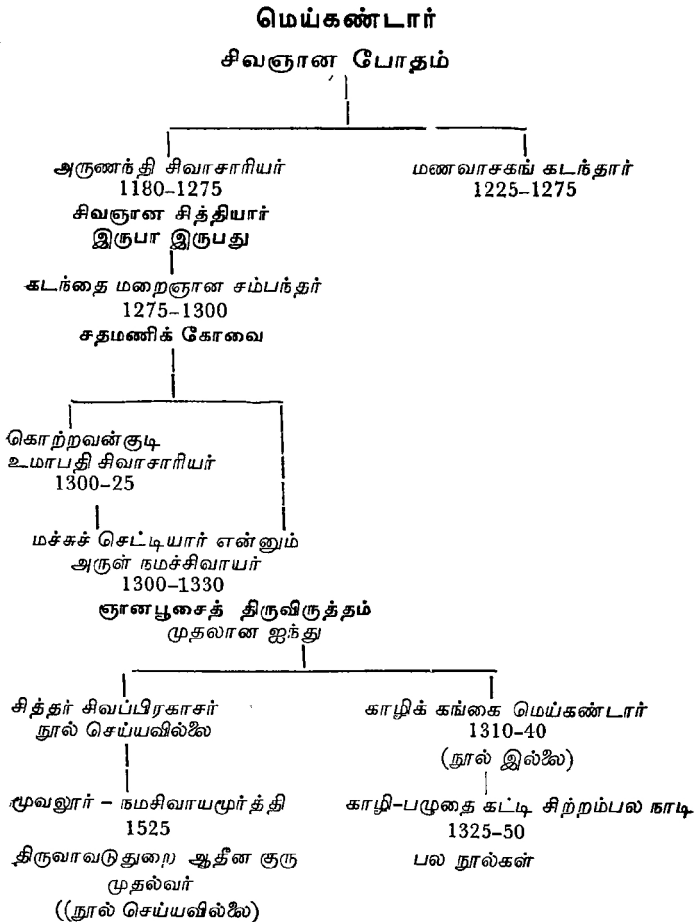 மெய்கண்டார்
சிவஞான போதம்
அருணந்தி சிவாசாரியர்
1180-1275
சிவஞான சித்தியார்
இருபா இருபது
மணவாசகங் கடந்தார்
1225-1275
கடந்தை மறைஞான சம்பந்தர்
1275-1300
சதமணிக் கோவை
கொற்றவன்குடி
உமாபதி சிவாசாரியர்
1300-25
மச்சுச் செட்டியார் என்னும்
அருள் நமச்சிவாயர்
1300-1330
ஞானபூசைத் திருவிருத்தம்
முதலான ஐந்து
சித்தர் சிவப்பிரகாசர்
நூல் செய்யவில்லை
காழிக் கங்கை மெய்கண்டார்
1310-40
(நூல் இல்லை)
மூவலூர் – நமசிவாயமூர்த்தி
1525
திருவாவடுதுறை ஆதீன குரு
முதல்வர்
((நூல் செய்யவில்லை)
காழி-பழுதை கட்டி சிற்றம்பல நாடி
1325-50
பல நூல்கள்